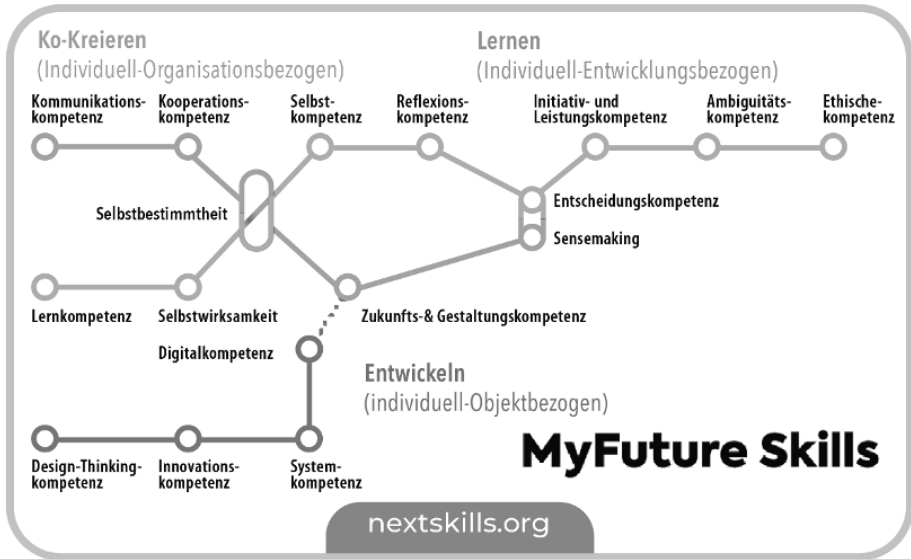 Ko-Kreieren
(Individuell-Organisationsbezogen)
Lernen
(Individuell-Entwicklungsbezogen)
Kommunikations-
kompetenz
Kooperations-
kompetenz
Selbst-
kompetenz
Reflexions-
kompetenz
Initiativ- und
Leistungskompetenz
Ambiguitäts-
kompetenz
Ethische-
kompetenz
Selbstbestimmtheit
Entscheidungskompetenz
Sensemaking
Lernkompetenz
Selbstwirksamkeit
Zukunfts-& Gestaltungskompetenz
Digitalkompetenz
Entwickeln
(individuell-Objektbezogen)
Design-Thinking-
kompetenz
Innovations-
kompetenz
System-
kompetenz
MyFuture Skills
nextskills.org